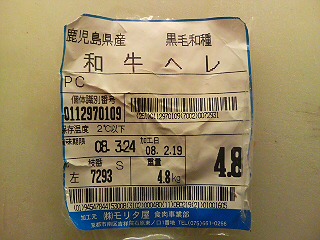 鹿児島県産 黒毛和種
和牛ヘレ
PC
個体識別番号
0112970109
保存温度 2℃以下
味期限 08.3.24 加工日 08.2.19
枝番 S 重量 4.8
左 7293 4.8kg
加工元 ㈱モリタ屋 食肉事業部